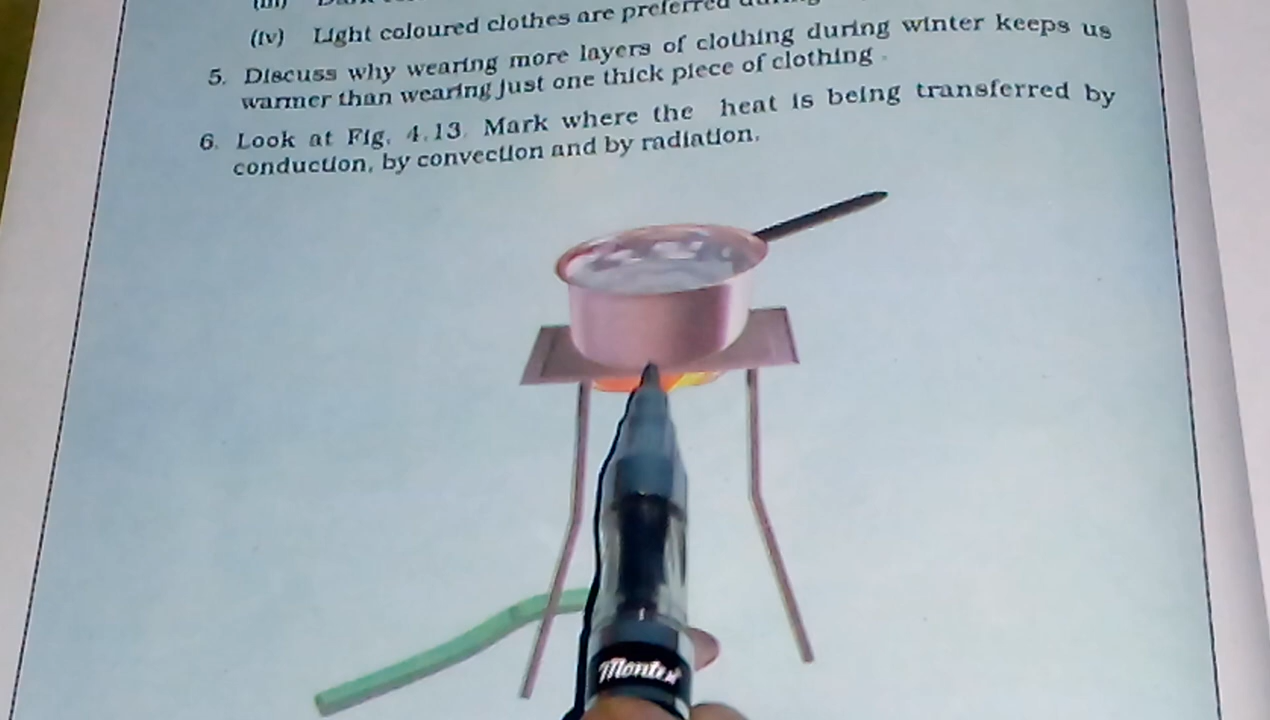 (iv) Light coloured clothes are preferred
5. Discuss why wearing more layers of clothing during winter keeps us
warmer than wearing just one thick piece of clothing.
6. Look at Fig. 4.13. Mark where the heat is being transferred by
conduction, by convection and by radiation.